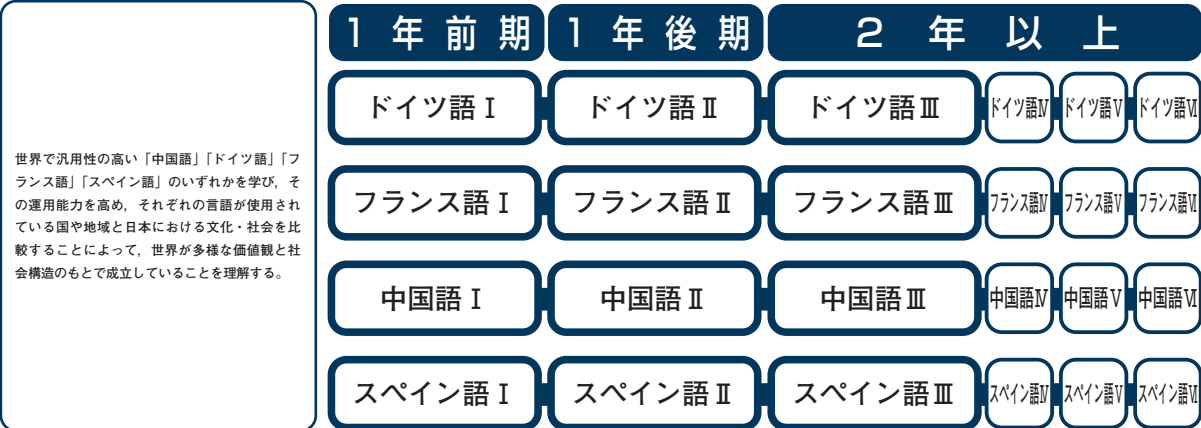 世界で汎用性の高い「中国語」「ドイツ語」「フ
ランス語」「スペイン語」のいずれかを学び，そ
の運用能力を高め，それぞれの言語が使用され
ている国や地域と日本における文化・社会を比
較することによって，世界が多様な価値観と社
会構造のもとで成立していることを理解する。
1年前期 1年後期 2年以上
ドイツ語Ⅰ ドイツ語Ⅱ ドイツ語Ⅲ ドイツ語Ⅳ ドイツ語Ⅴ ドイツ語Ⅵ
フランス語Ⅰ フランス語Ⅱ フランス語Ⅲ フランス語Ⅳ フランス語Ⅴ フランス語Ⅵ
中国語Ⅰ 中国語Ⅱ 中国語Ⅲ 中国語Ⅳ 中国語Ⅴ 中国語Ⅵ
スペイン語Ⅰ スペイン語Ⅱ スペイン語Ⅲ スペイン語Ⅳ スペイン語Ⅴ スペイン語Ⅵ